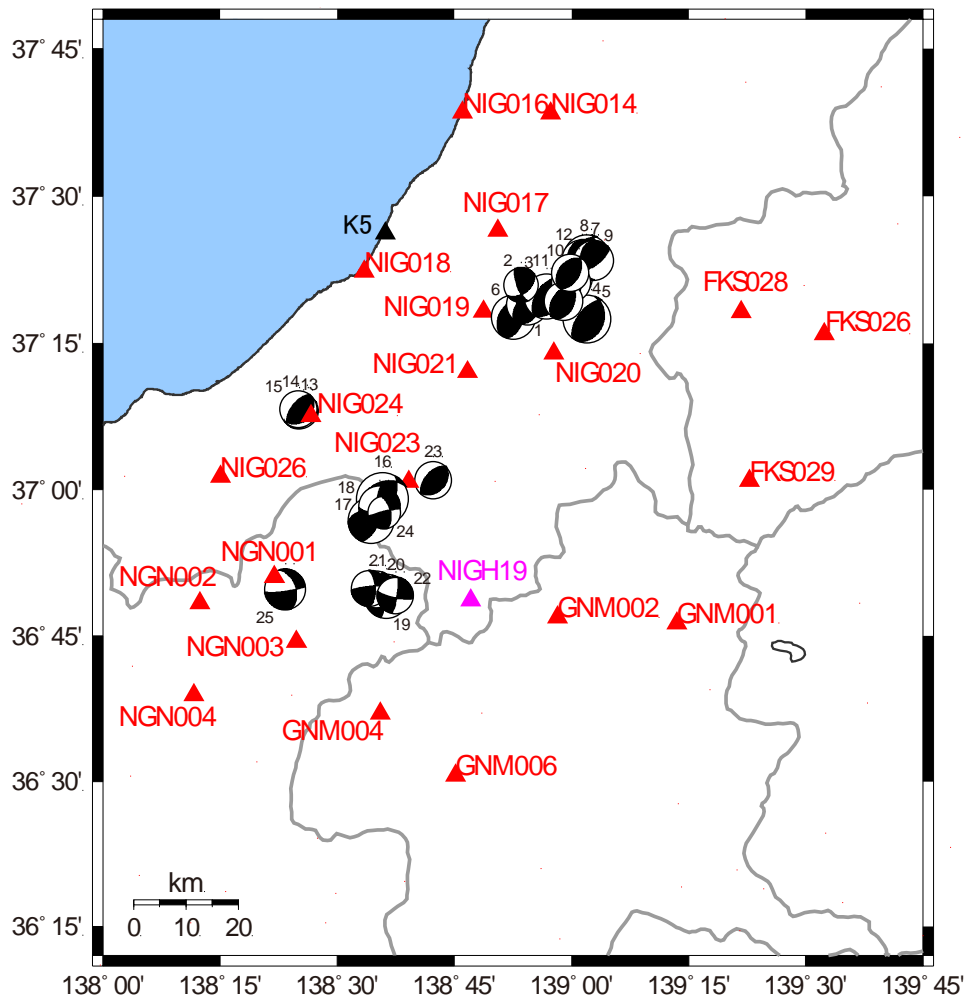 37° 45'
NIG016 NIG014
37° 30'
NIG017
K5
12 8 7 9
10
NIG018
2 3 11
FKS028
6
4 5
NIG019
FKS026
1
37° 15'
NIG021
NIG020
15 14 13
NIG024
NIG023
16 23
NIG026
FKS029
37° 00'
18
17
24
NGN001
NGN002
21 20 22
NIGH19
25
19
GNM002
GNM001
36° 45'
NGN003
NGN004
GNM004
GNM006
36° 30'
km
0 10 20
36° 15'
138° 00' 138° 15' 138° 30' 138° 45' 139° 00' 139° 15' 139° 30' 139° 45'